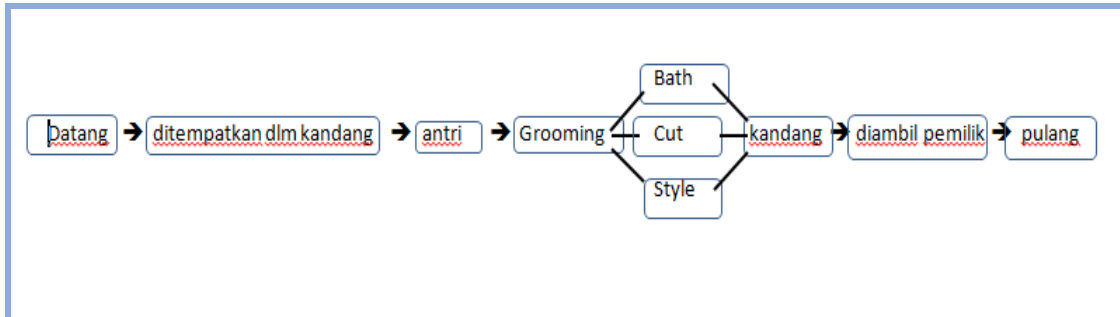 Bath
Datang → ditempatkan dlm kandang → antri → Grooming Cut kandang → diambil pemilik → pulang
Style